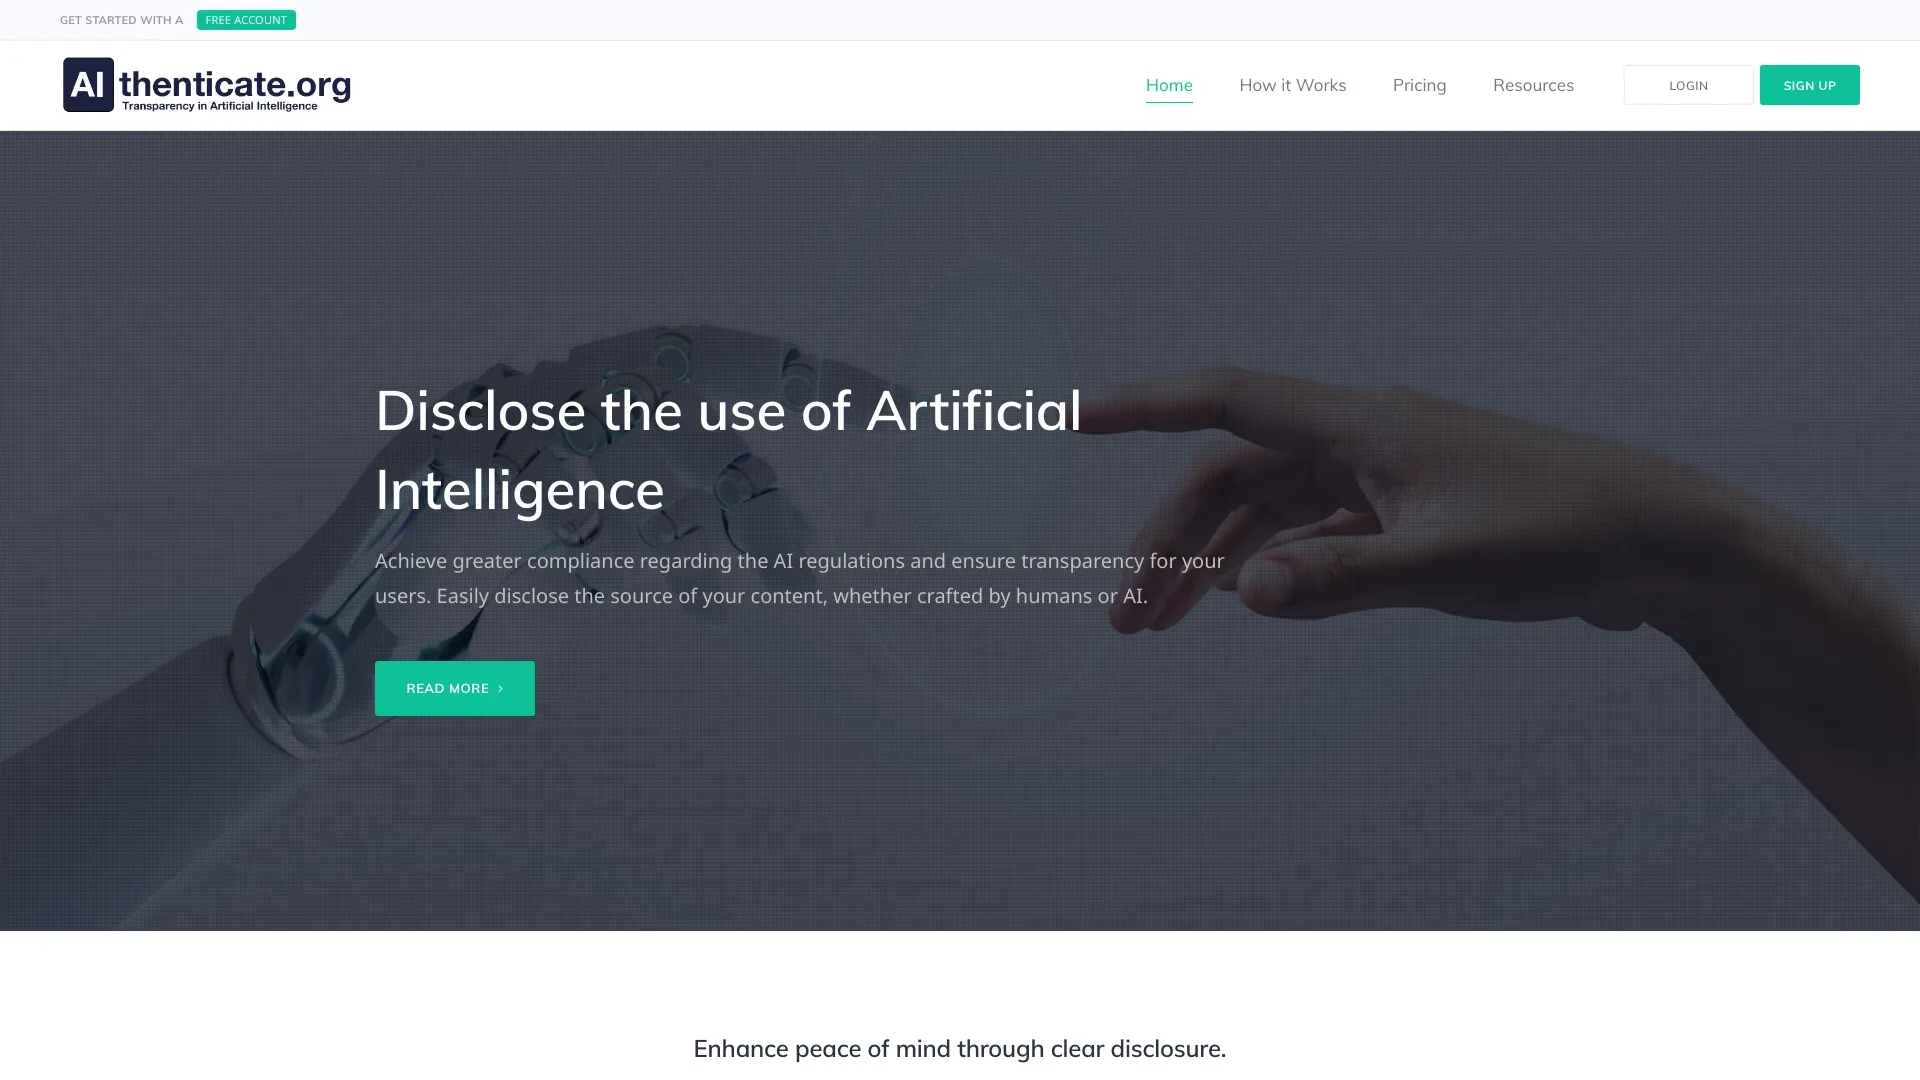 GET STARTED WITH A FREE ACCOUNT
AI thenticate.org
Transparency in Artificial Intelligence
Home How it Works Pricing Resources LOGIN SIGN UP
Disclose the use of Artificial
Intelligence
Achieve greater compliance regarding the AI regulations and ensure transparency for your
users. Easily disclose the source of your content, whether crafted by humans or AI.
READ MORE
Enhance peace of mind through clear disclosure.